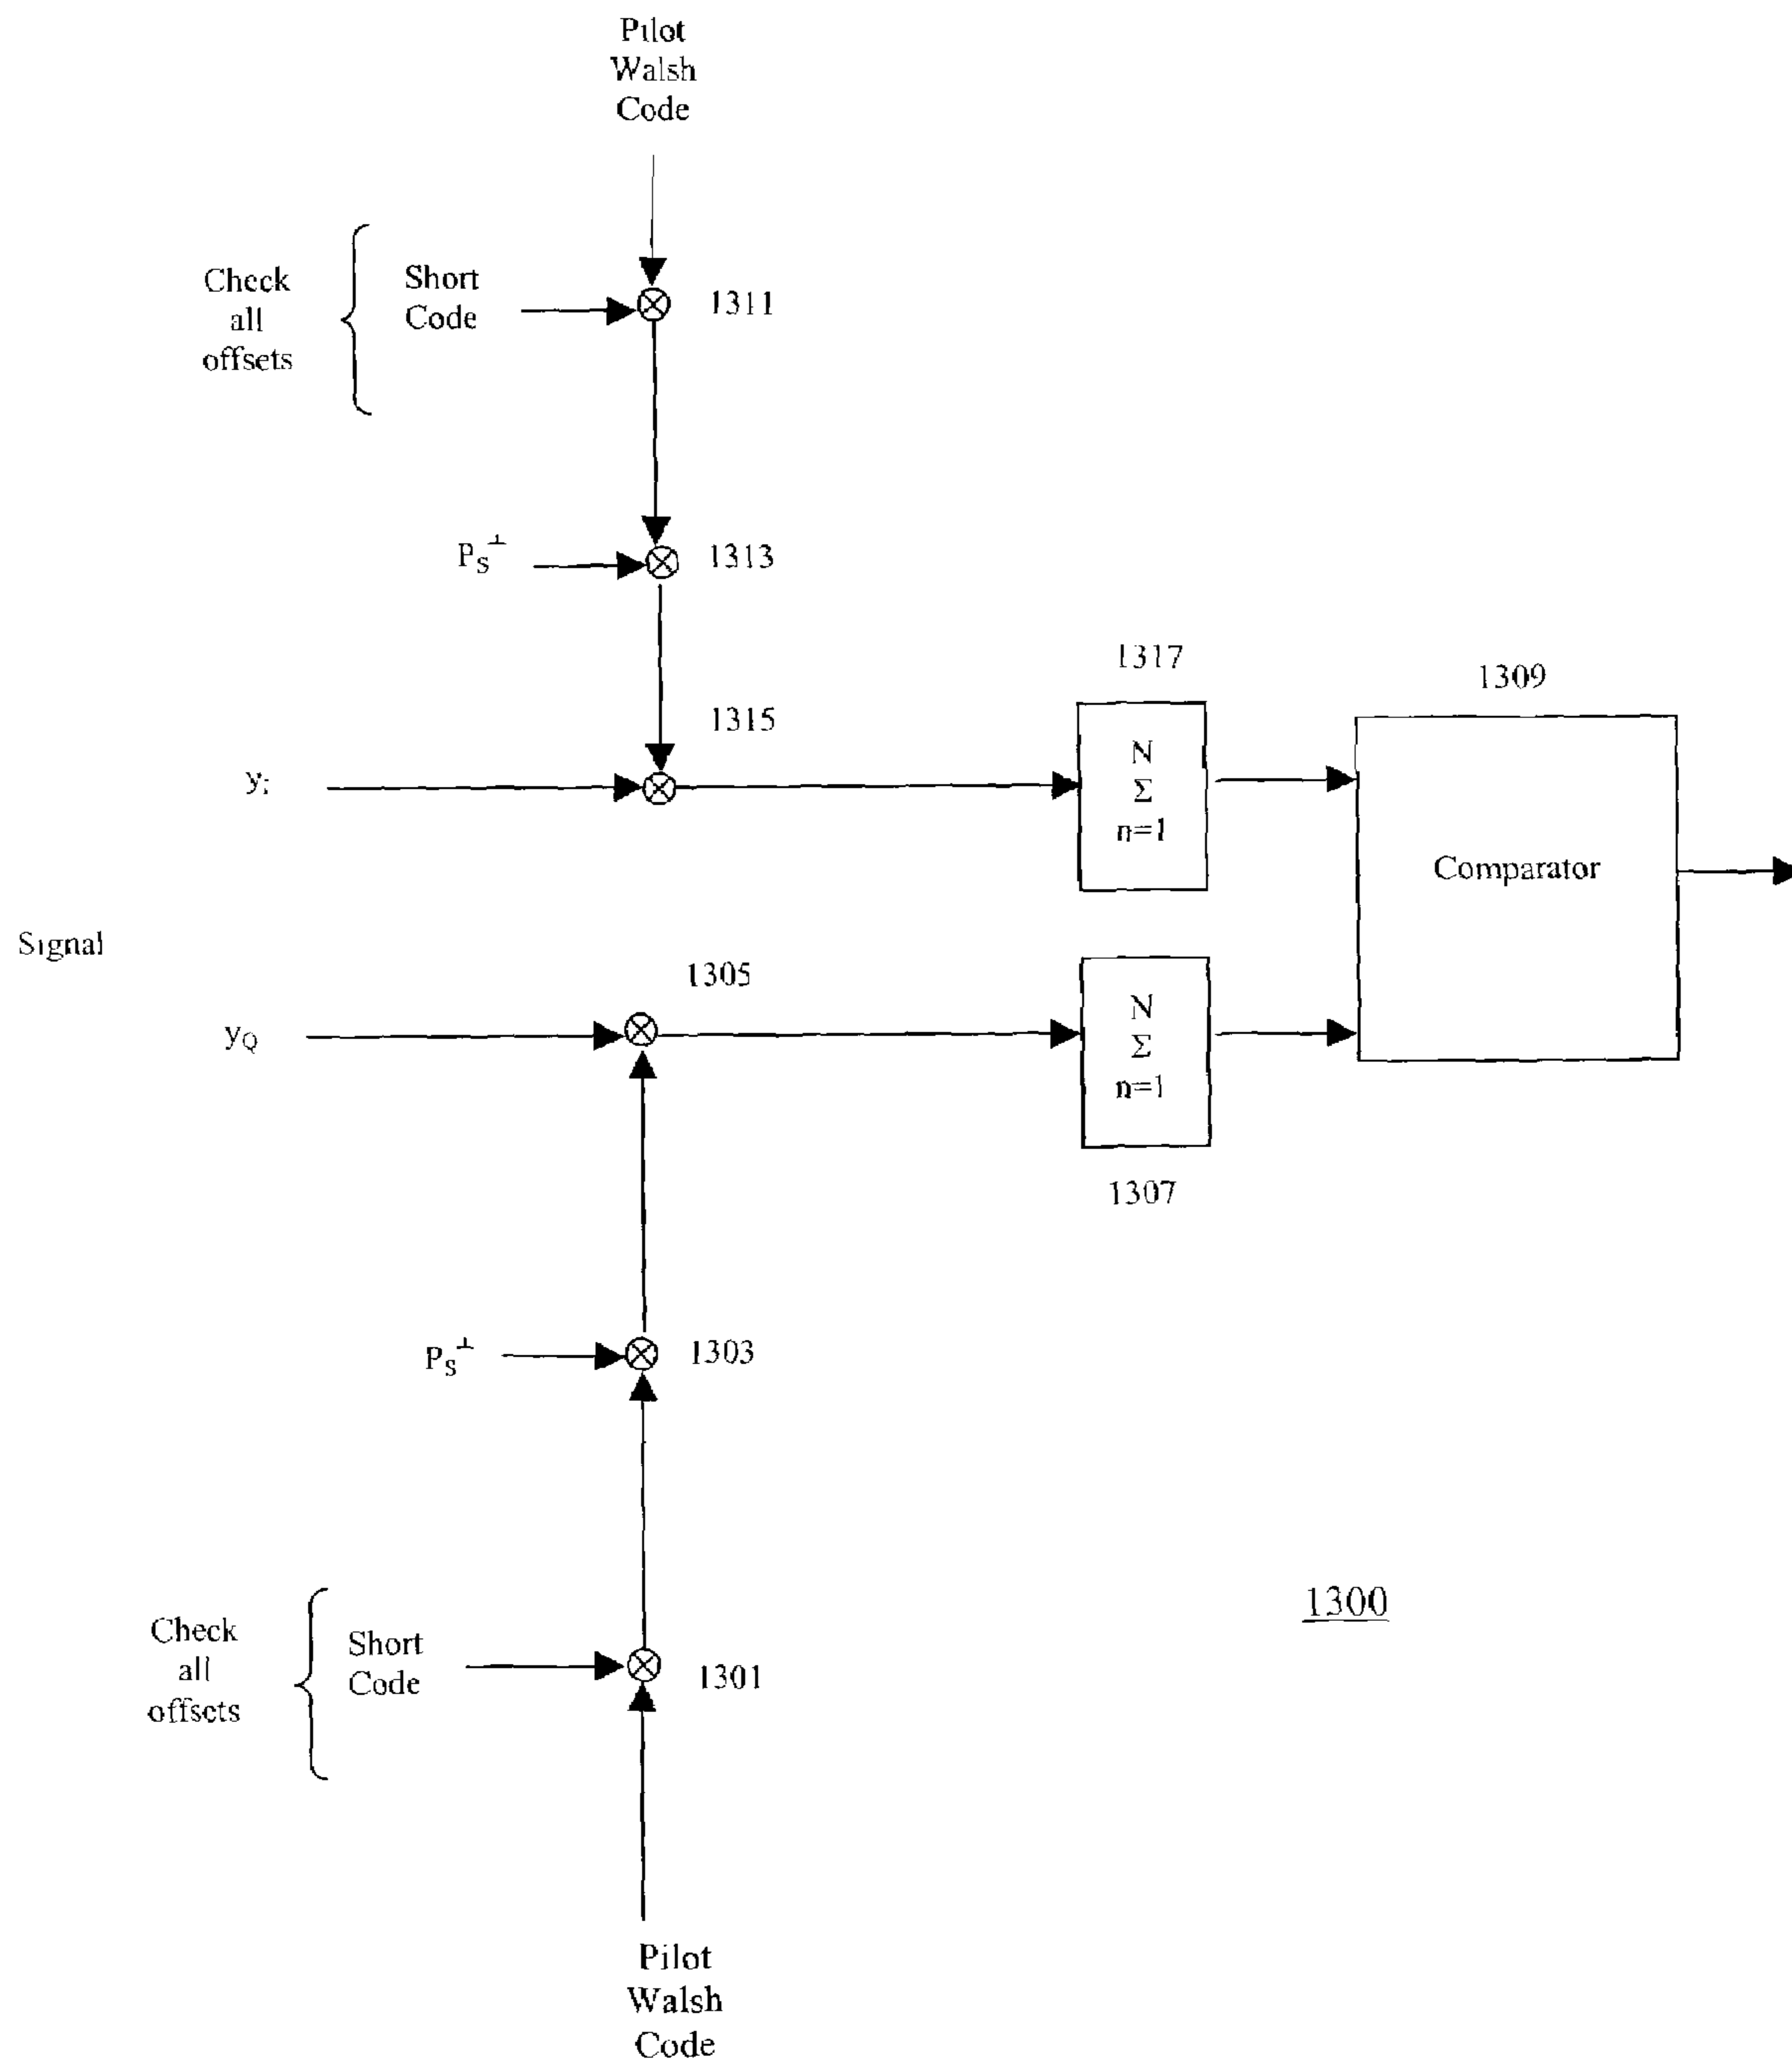 Pilot
Walsh
Code
Check
all
offsets
Short
Code
1311
P_S^⊥
1313
1317
1309
1315
y_I
N
Σ
n=1
Comparator
Signal
1305
y_Q
N
Σ
n=1
1307
P_S^⊥
1303
1300
Check
all
offsets
Short
Code
1301
Pilot
Walsh
Code